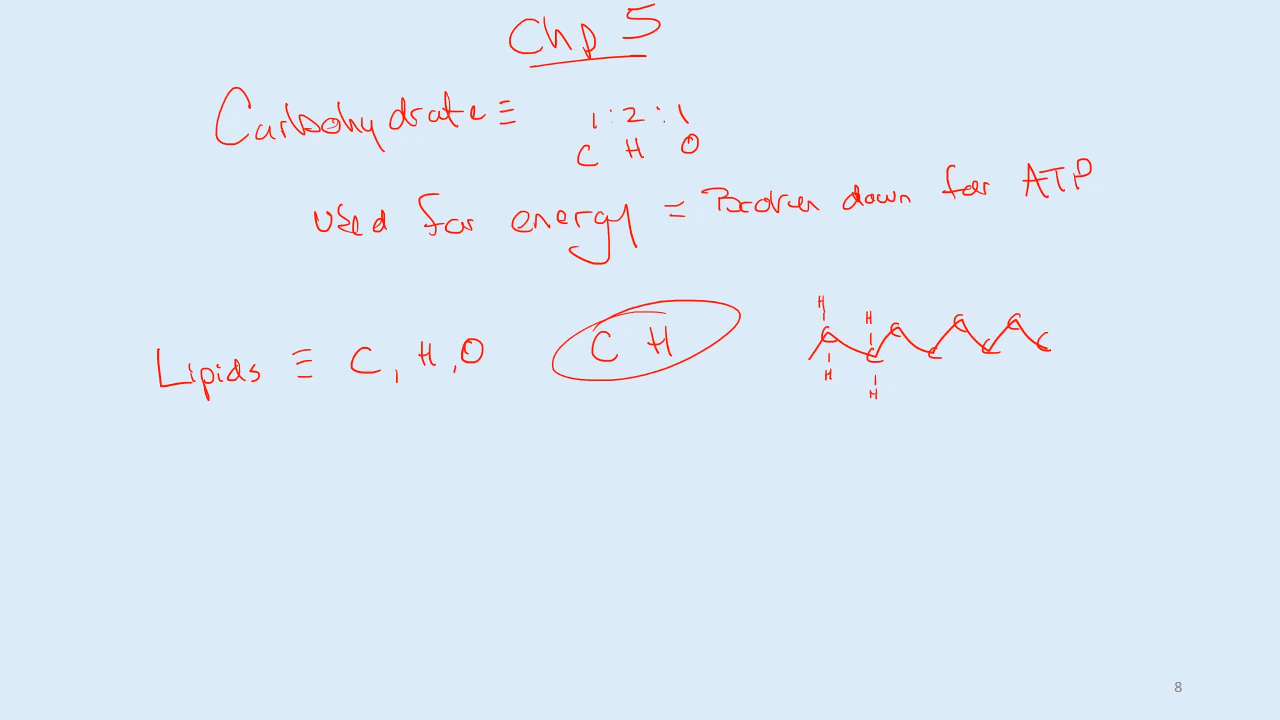 Chp 5
Carbohydrate ≡ 1:2:1
C H O
Used for energy = Broken down for ATP
Lipids ≡ C, H, O C H
H H
C C C C C C C C
H H
8